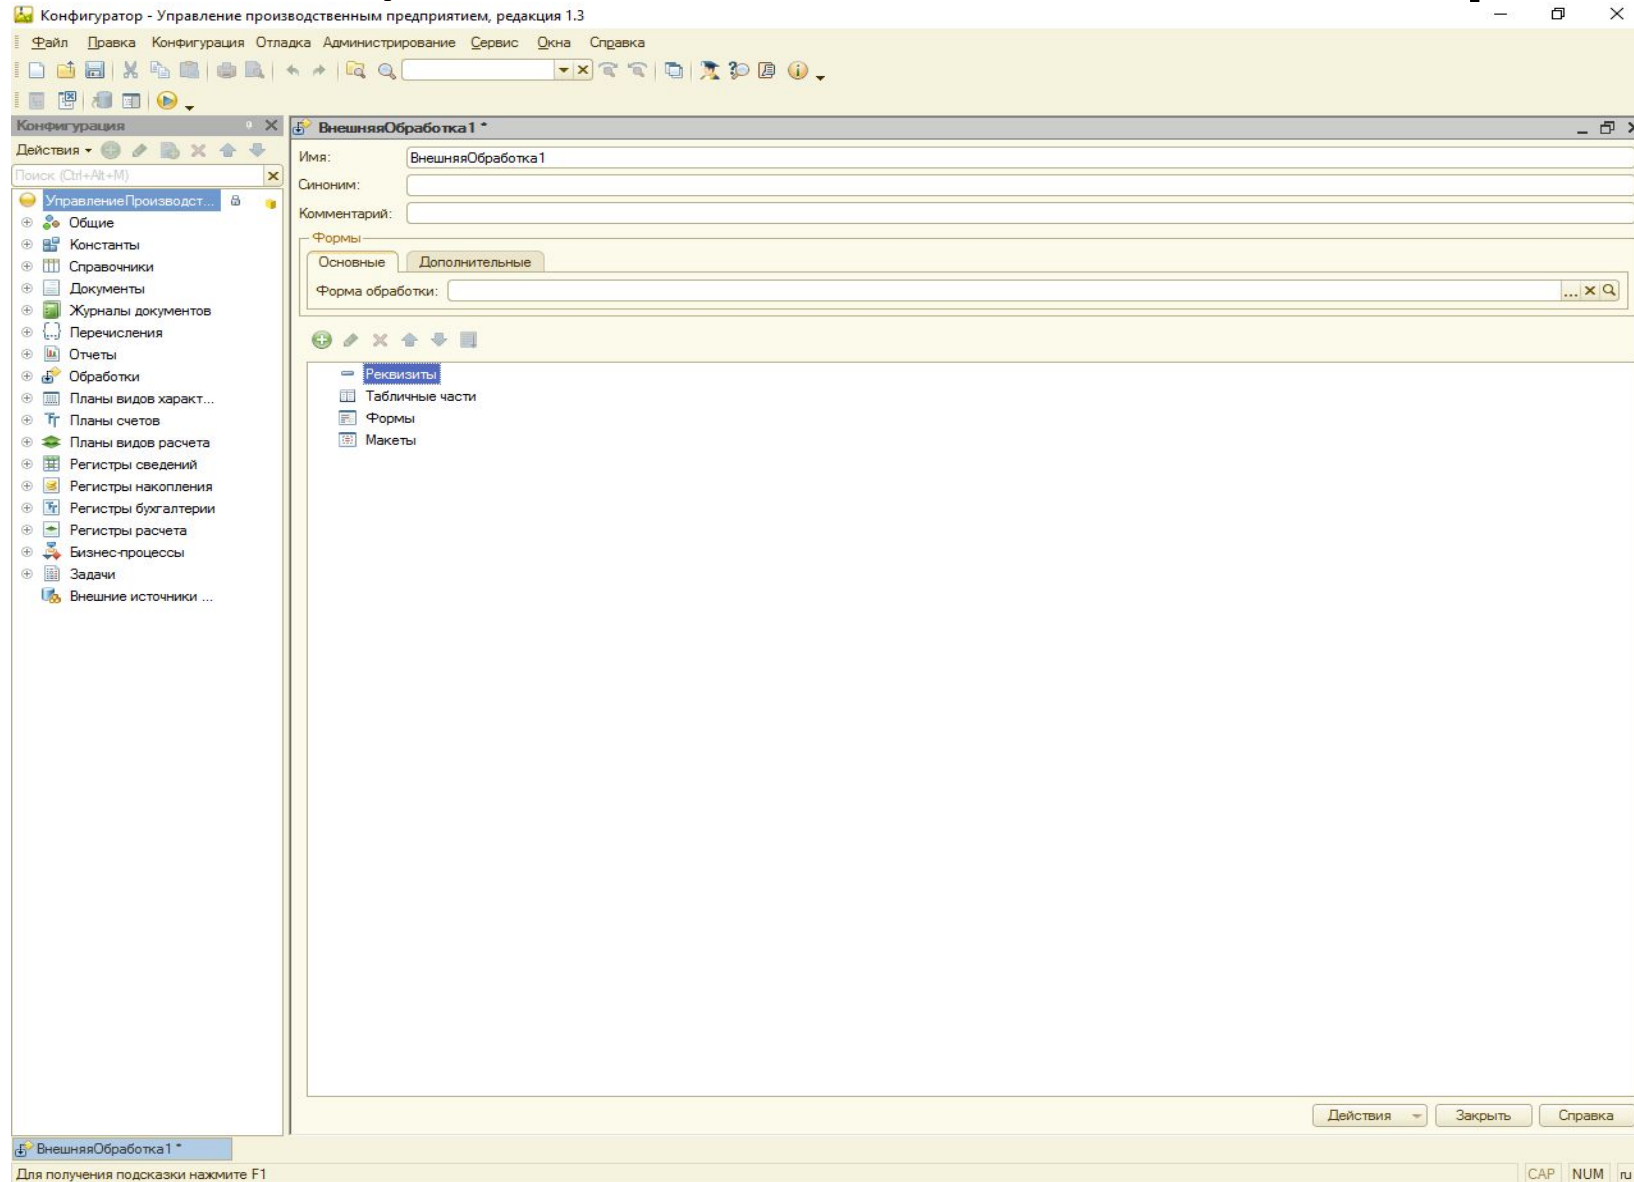 Конфигуратор - Управление производственным предприятием, редакция 1.3
Файл Правка Конфигурация Отладка Администрирование Сервис Окна Справка
Конфигурация
ВнешняяОбработка1 *
Действия
Имя: ВнешняяОбработка1
Поиск (Ctrl+Alt+M)
Синоним:
УправлениеПроизводст...
Комментарий:
Общие
Формы
Константы
Основные Дополнительные
Справочники
Документы
Форма обработки:
...
Журналы документов
Перечисления
Отчеты
Обработки
Реквизиты
Планы видов характ...
Табличные части
Планы счетов
Формы
Планы видов расчета
Макеты
Регистры сведений
Регистры накопления
Регистры бухгалтерии
Регистры расчета
Бизнес-процессы
Задачи
Внешние источники ...
Действия Закрыть Справка
ВнешняяОбработка1 *
Для получения подсказки нажмите F1
CAP NUM ru